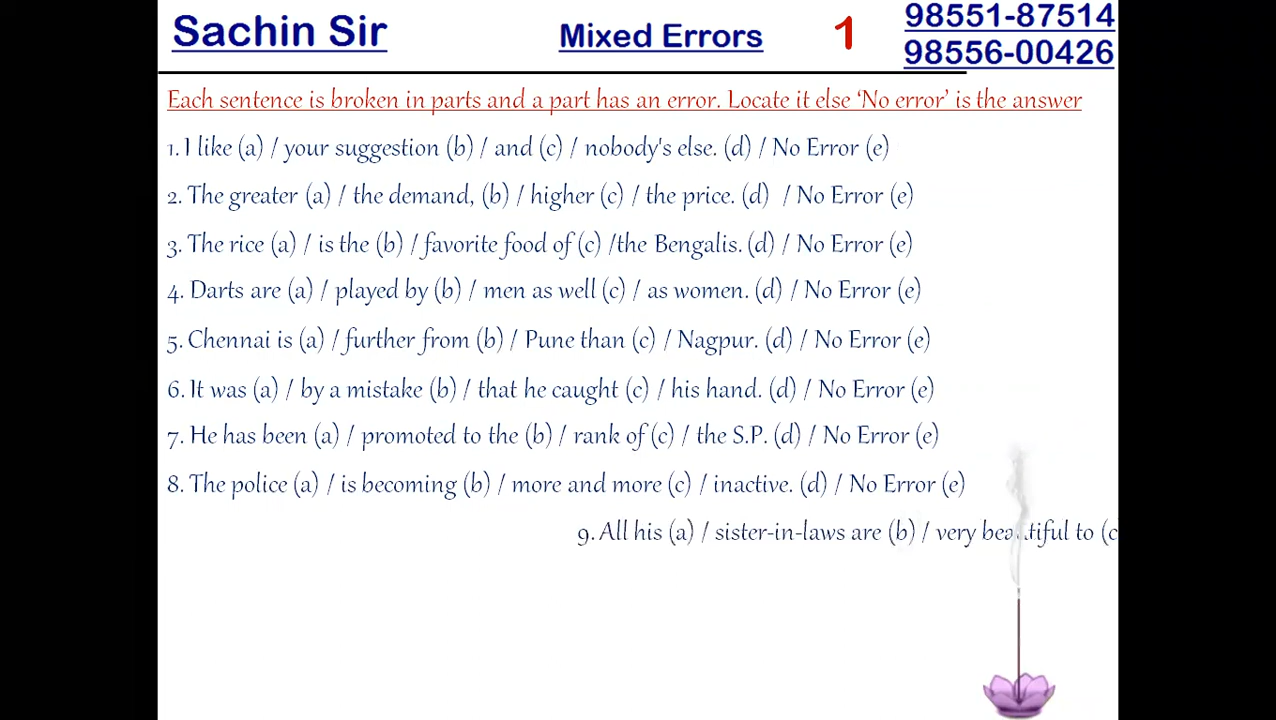 Sachin Sir Mixed Errors 1 98551-87514
98556-00426
Each sentence is broken in parts and a part has an error. Locate it else ‘No error’ is the answer
1. I like (a) / your suggestion (b) / and (c) / nobody's else. (d) / No Error (e)
2. The greater (a) / the demand, (b) / higher (c) / the price. (d) / No Error (e)
3. The rice (a) / is the (b) / favorite food of (c) /the Bengalis. (d) / No Error (e)
4. Darts are (a) / played by (b) / men as well (c) / as women. (d) / No Error (e)
5. Chennai is (a) / further from (b) / Pune than (c) / Nagpur. (d) / No Error (e)
6. It was (a) / by a mistake (b) / that he caught (c) / his hand. (d) / No Error (e)
7. He has been (a) / promoted to the (b) / rank of (c) / the S.P. (d) / No Error (e)
8. The police (a) / is becoming (b) / more and more (c) / inactive. (d) / No Error (e)
9. All his (a) / sister-in-laws are (b) / very beautiful to (c